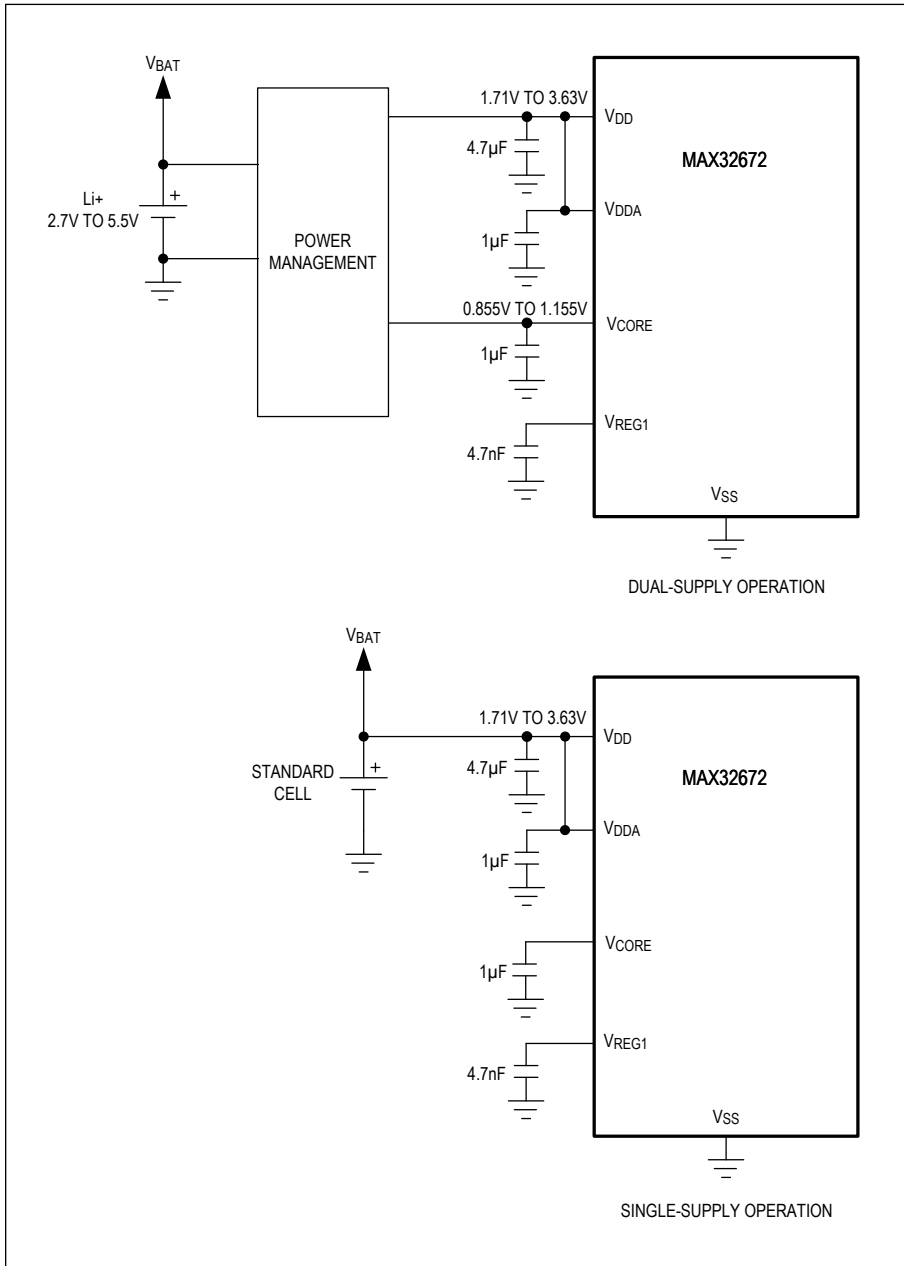 VBAT
1.71V TO 3.63V
VDD
4.7µF
MAX32672
Li+
+
2.7V TO 5.5V
VDDA
1µF
POWER
MANAGEMENT
0.855V TO 1.155V
VCORE
1µF
VREG1
4.7nF
VSS
DUAL-SUPPLY OPERATION
VBAT
1.71V TO 3.63V
VDD
4.7µF
MAX32672
STANDARD
CELL
+
VDDA
1µF
VCORE
1µF
VREG1
4.7nF
VSS
SINGLE-SUPPLY OPERATION